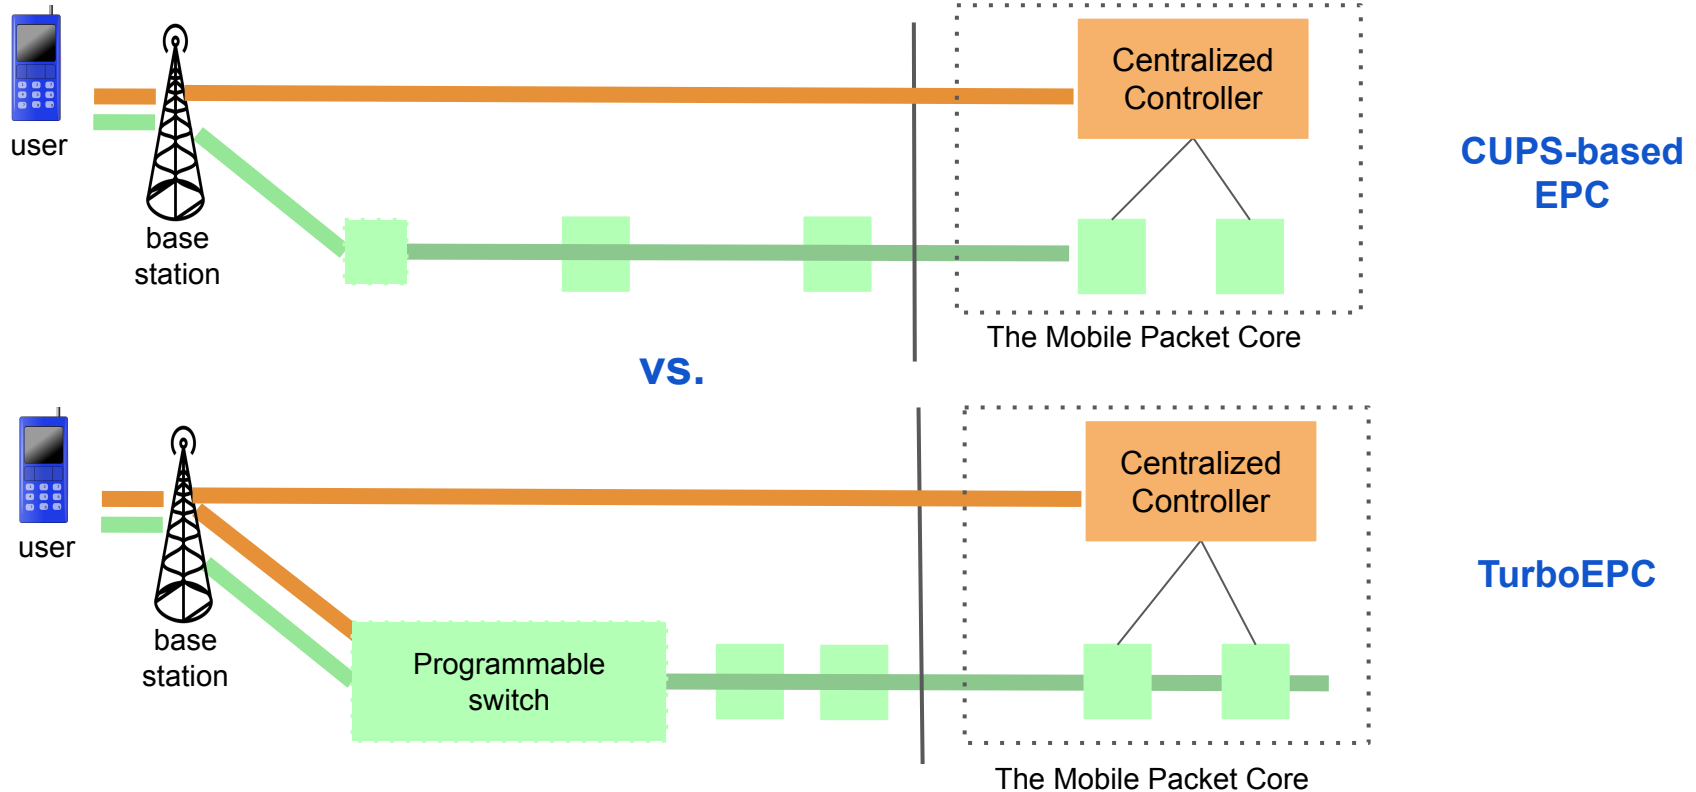 Centralized
Controller
user
CUPS-based
EPC
base
station
The Mobile Packet Core
vs.
Centralized
Controller
user
TurboEPC
base
station
Programmable
switch
The Mobile Packet Core